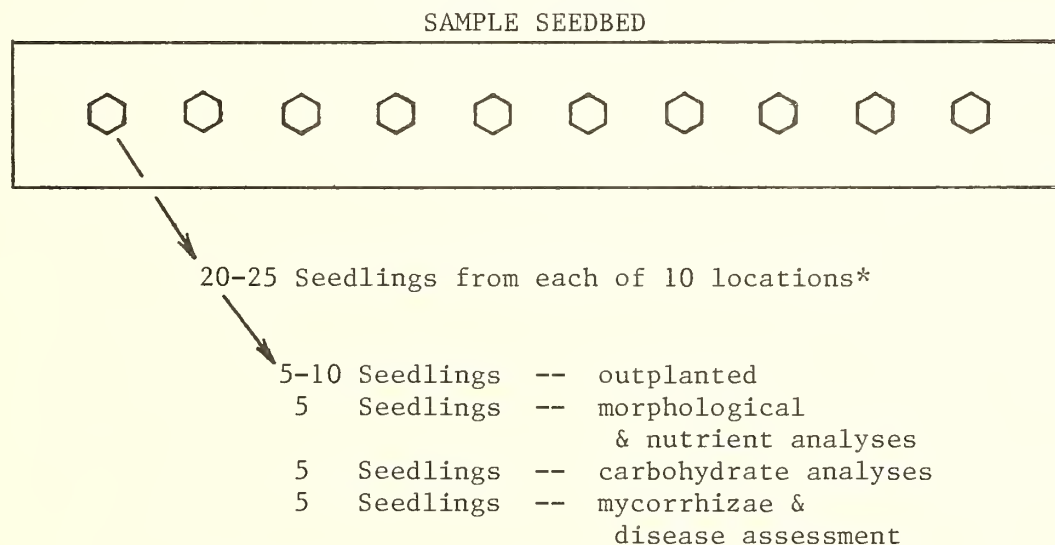 SAMPLE SEEDBED
20-25 Seedlings from each of 10 locations*
5-10 Seedlings -- outplanted
5 Seedlings -- morphological
& nutrient analyses
5 Seedlings -- carbohydrate analyses
5 Seedlings -- mycorrhizae &
disease assessment